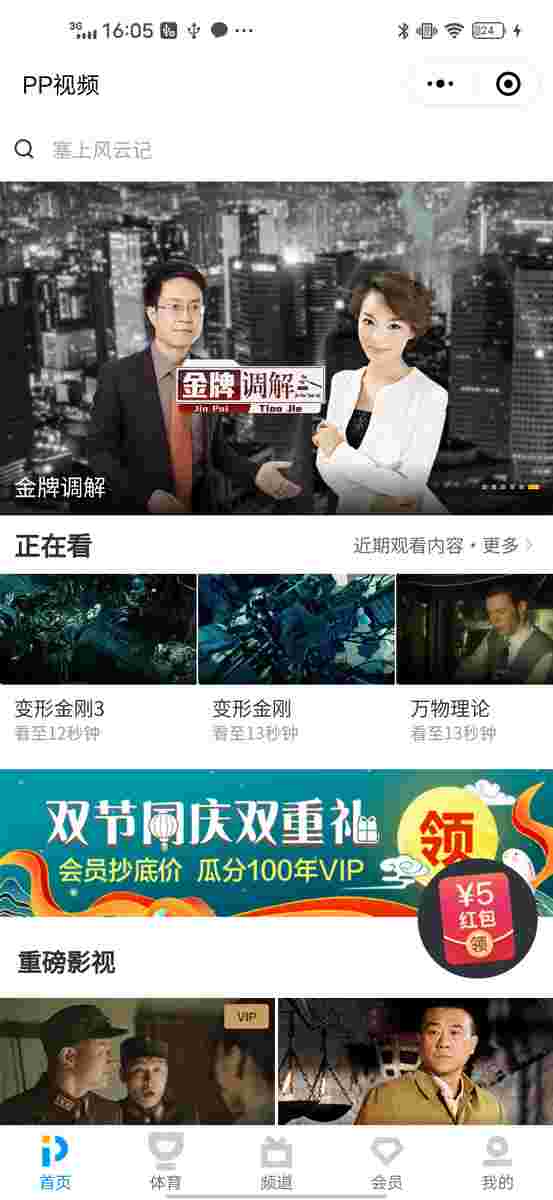 3G 16:05 24
PP视频
塞上风云记
金牌调解
Jin Pai Tiao Jie
金牌调解
正在看
近期观看内容·更多
变形金刚3
变形金刚
万物理论
看至12秒钟
看至13秒钟
看至13秒钟
双节同庆双重礼
领
会员抄底价 瓜分100年VIP
¥5
红包
领
重磅影视
VIP
首页
体育
频道
会员
我的